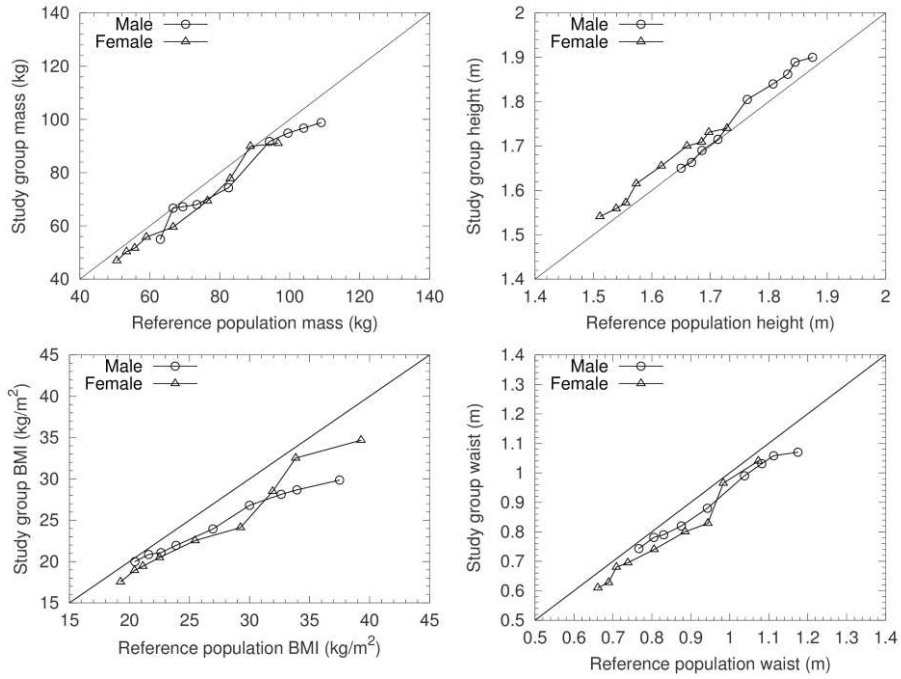 140
120
100
80
60
40
Study group mass (kg)
Male
Female
40 60 80 100 120 140
Reference population mass (kg)
2
1.9
1.8
1.7
1.6
1.5
1.4
Study group height (m)
Male
Female
1.4 1.5 1.6 1.7 1.8 1.9 2
Reference population height (m)
45
40
35
30
25
20
15
Study group BMI (kg/m²)
Male
Female
15 20 25 30 35 40 45
Reference population BMI (kg/m²)
1.4
1.3
1.2
1.1
1
0.9
0.8
0.7
0.6
0.5
Study group waist (m)
Male
Female
0.5 0.6 0.7 0.8 0.9 1 1.1 1.2 1.3 1.4
Reference population waist (m)